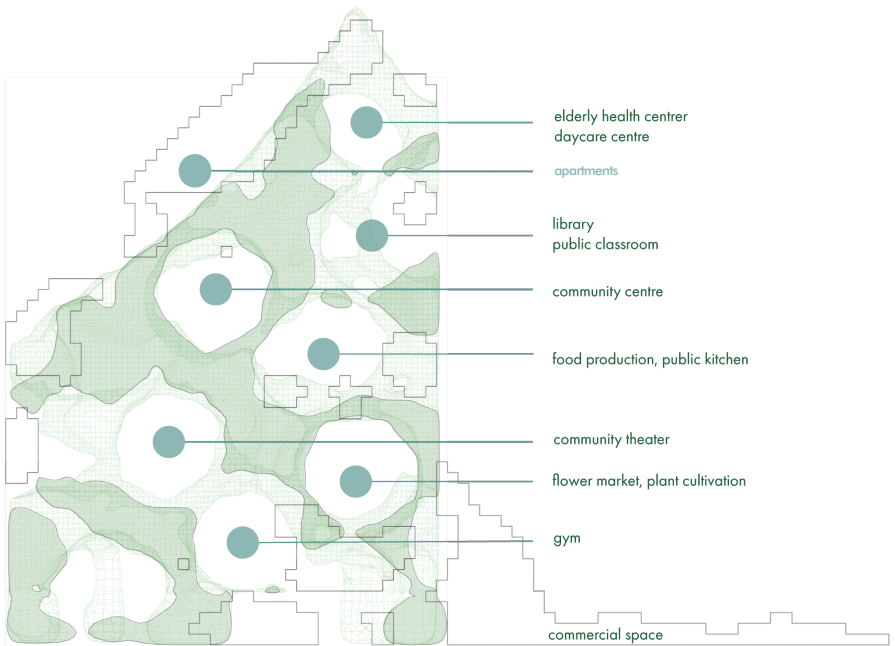 elderly health centrer
daycare centre
apartments
library
public classroom
community centre
food production, public kitchen
community theater
flower market, plant cultivation
gym
commercial space